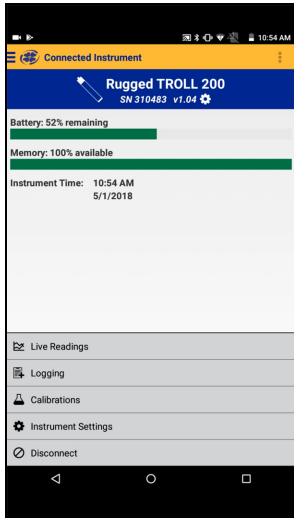 10:54 AM
Connected Instrument
Rugged TROLL 200
SN 310483 v1.04
Battery: 52% remaining
Memory: 100% available
Instrument Time: 10:54 AM
5/1/2018
Live Readings
Logging
Calibrations
Instrument Settings
Disconnect